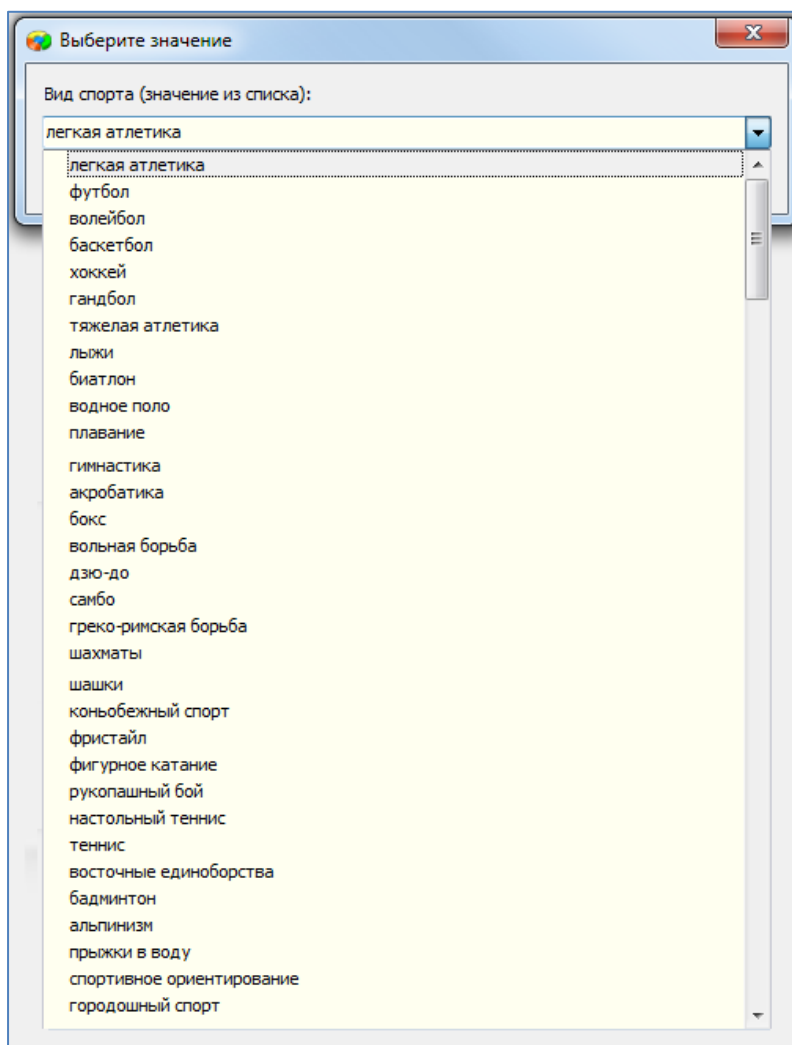 Выберите значение
Вид спорта (значение из списка):
легкая атлетика
легкая атлетика
футбол
волейбол
баскетбол
хоккей
гандбол
тяжелая атлетика
лыжи
биатлон
водное поло
плавание
гимнастика
акробатика
бокс
вольная борьба
дзю-до
самбо
греко-римская борьба
шахматы
шашки
коньобежный спорт
фристайл
фигурное катание
рукопашный бой
настольный теннис
теннис
восточные единоборства
бадминтон
альпинизм
прыжки в воду
спортивное ориентирование
городошный спорт